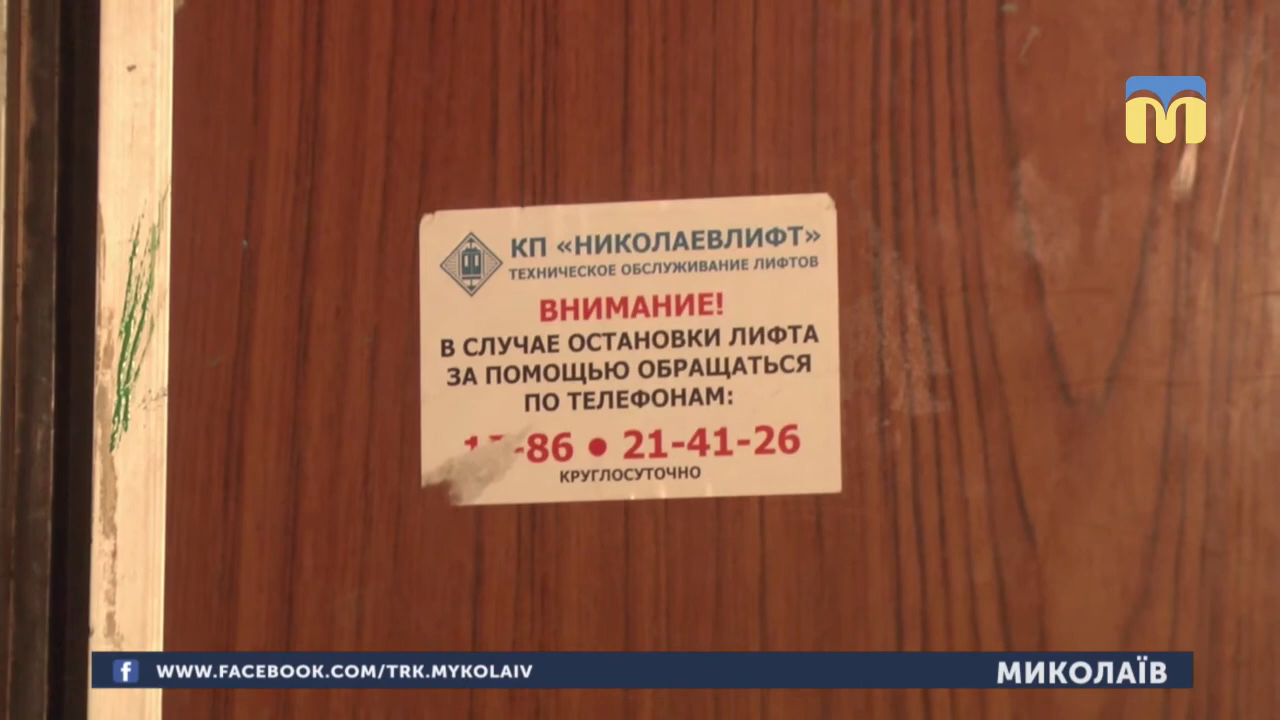 КП «НИКОЛАЕВЛИФТ»
ТЕХНИЧЕСКОЕ ОБСЛУЖИВАНИЕ ЛИФТОВ
ВНИМАНИЕ!
В СЛУЧАЕ ОСТАНОВКИ ЛИФТА
ЗА ПОМОЩЬЮ ОБРАЩАТЬСЯ
ПО ТЕЛЕФОНАМ:
-86 • 21-41-26
КРУГЛОСУТОЧНО
WWW.FACEBOOK.COM/TRK.MYKOLAIV
МИКОЛАЇВ